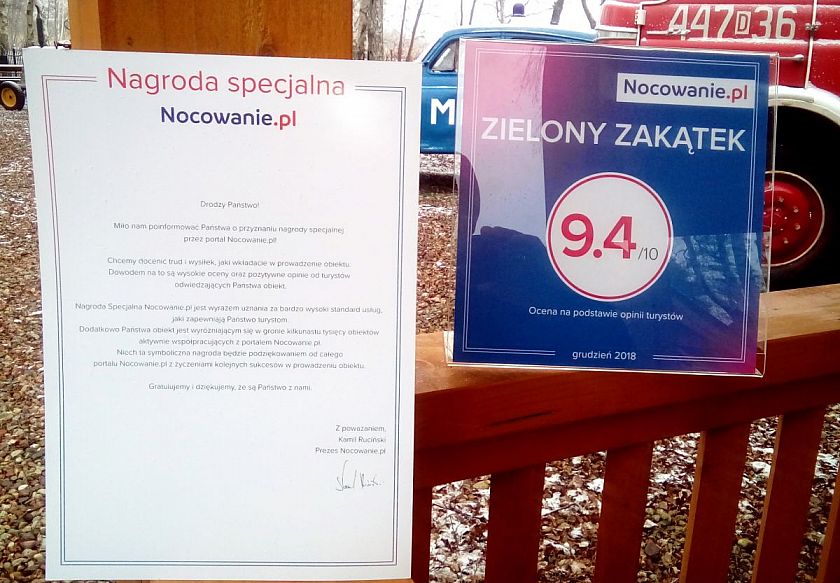 Nagroda specjalna
Nocowanie.pl
Drodzy Państwo!
Miło nam poinformować Państwa o przyznaniu nagrody specjalnej
przez portal Nocowanie.pl!
Chcemy docenić trud i wysiłek, jaki wkładacie w prowadzenie obiektu.
Dowodem na to są wysokie oceny oraz pozytywne opinie od turystów
odwiedzających Państwa obiekt.
Nagroda Specjalna Nocowanie.pl jest wyrazem uznania za bardzo wysoki standard usług,
jaki zapewniają Państwo turystom.
Dodatkowo Państwa obiekt jest wyróżniającym się w gronie kilkunastu tysięcy obiektów
aktywnie współpracujących z portalem Nocowanie.pl.
Niech ta symboliczna nagroda będzie podziękowaniem od całego
portalu Nocowanie.pl z życzeniami kolejnych sukcesów w prowadzeniu obiektu.
Gratulujemy i dziękujemy, że są Państwo z nami.
Z poważaniem,
Kamil Ruciński
Prezes Nocowanie.pl
Nocowanie.pl
ZIELONY ZAKĄTEK
9.4/10
Ocena na podstawie opinii turystów
grudzień 2018
M
447D36